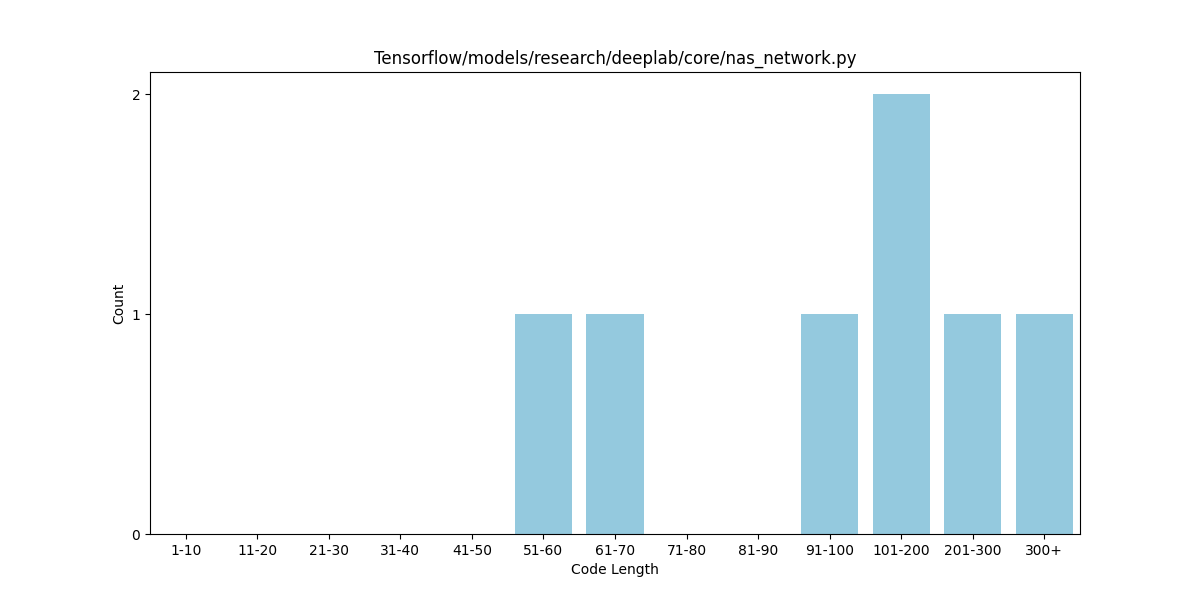 Tensorflow/models/research/deeplab/core/nas_network.py
2
1
0
Count
1-10 11-20 21-30 31-40 41-50 51-60 61-70 71-80 81-90 91-100 101-200 201-300 300+
Code Length